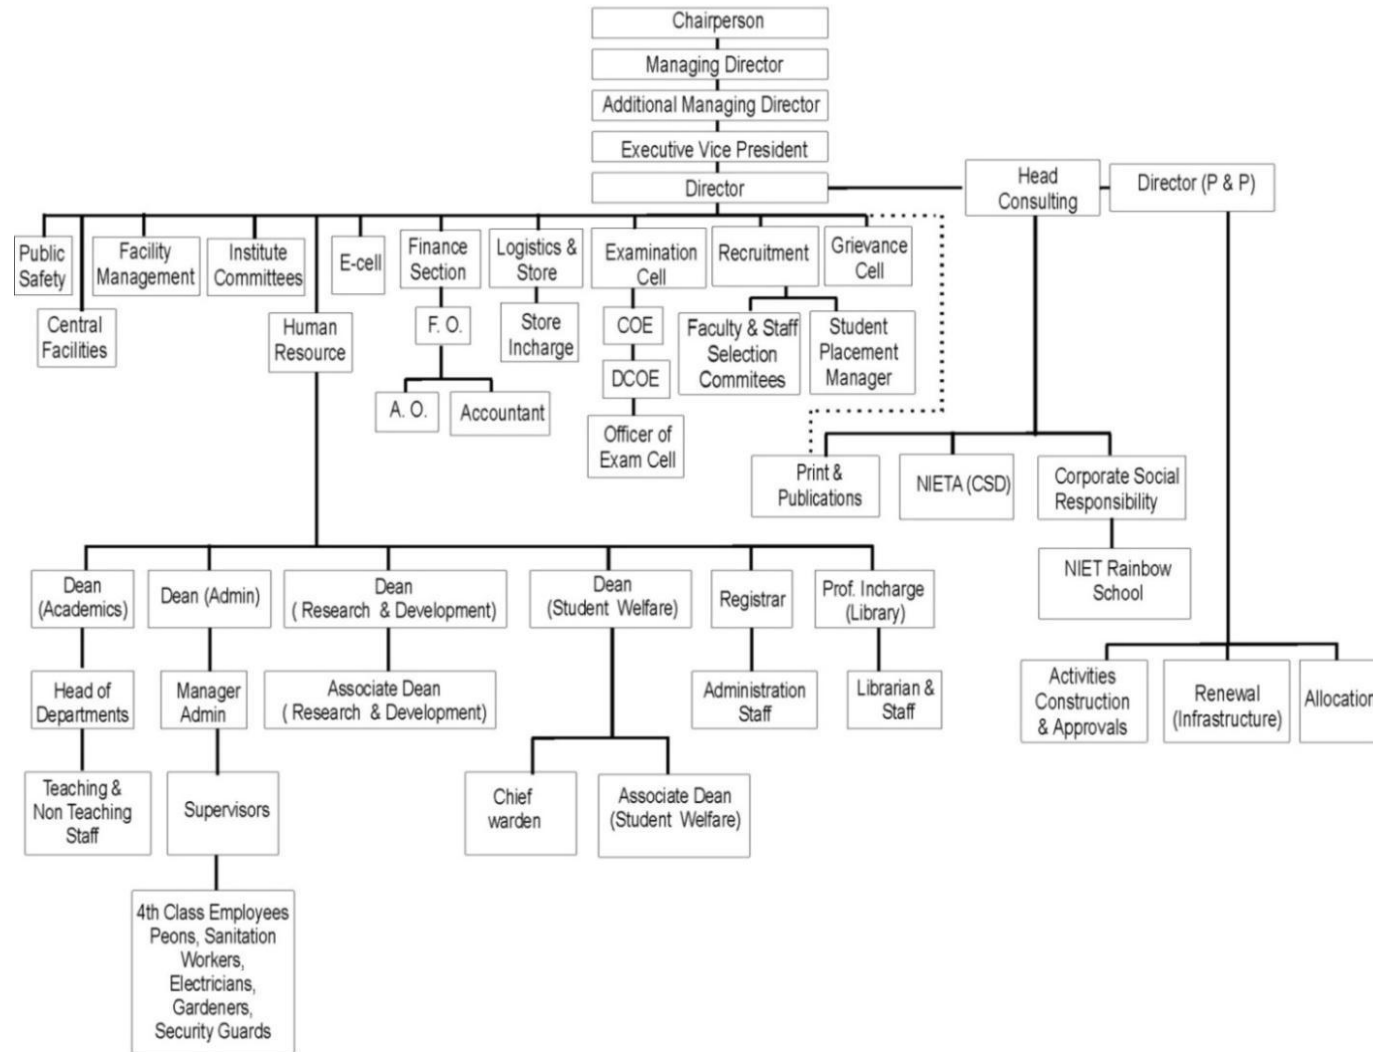 Chairperson
Managing Director
Additional Managing Director
Executive Vice President
Director
Head
Consulting
Director (P & P)
Public
Safety
Facility
Management
Institute
Committees
E-cell
Finance
Section
Logistics &
Store
Examination
Cell
Recruitment
Grievance
Cell
Central
Facilities
Human
Resource
F. O.
Store
Incharge
COE
Faculty & Staff
Selection
Commitees
Student
Placement
Manager
DCOE
A. O.
Accountant
Officer of
Exam Cell
Print &
Publications
NIETA (CSD)
Corporate Social
Responsibility
NIET Rainbow
School
Dean
(Academics)
Dean (Admin)
Dean
( Research & Development)
Dean
(Student Welfare)
Registrar
Prof. Incharge
(Library)
Head of
Departments
Manager
Admin
Associate Dean
( Research & Development)
Administration
Staff
Librarian &
Staff
Activities
Construction
& Approvals
Renewal
(Infrastructure)
Allocation
Teaching &
Non Teaching
Staff
Supervisors
Chief
warden
Associate Dean
(Student Welfare)
4th Class Employees
Peons, Sanitation
Workers,
Electricians,
Gardeners,
Security Guards